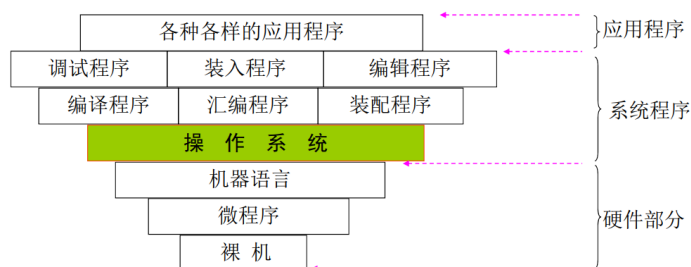 各种各样的应用程序
应用程序
调试程序 装入程序 编辑程序
编译程序 汇编程序 装配程序
系统程序
操 作 系 统
机器语言
微程序
硬件部分
裸 机